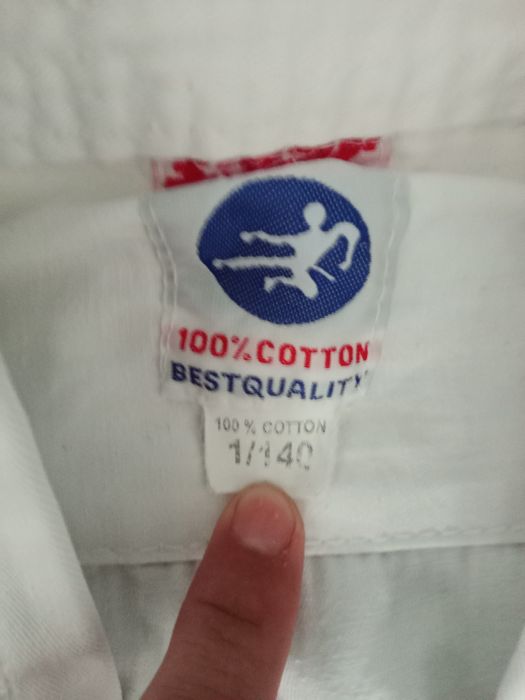 100% COTTON
BESTQUALITY
100 % COTTON
1/140